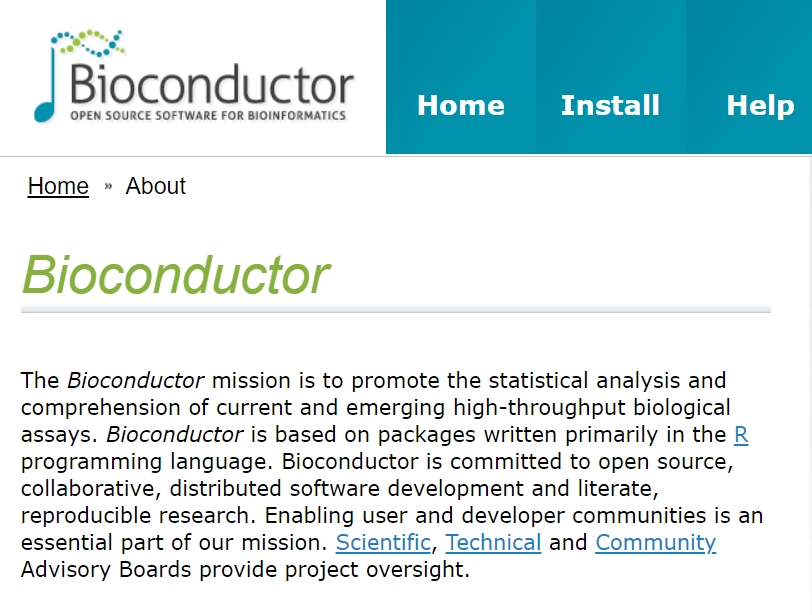 Bioconductor
OPEN SOURCE SOFTWARE FOR BIOINFORMATICS
Home Install Help
Home » About
Bioconductor
The Bioconductor mission is to promote the statistical analysis and
comprehension of current and emerging high-throughput biological
assays. Bioconductor is based on packages written primarily in the R
programming language. Bioconductor is committed to open source,
collaborative, distributed software development and literate,
reproducible research. Enabling user and developer communities is an
essential part of our mission. Scientific, Technical and Community
Advisory Boards provide project oversight.